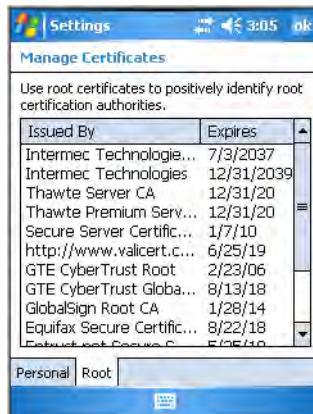 Settings 3:05 ok
Manage Certificates
Use root certificates to positively identify root
certification authorities.
Issued By Expires
Intermec Technologie... 7/3/2037
Intermec Technologies 12/31/2039
Thawte Server CA 12/31/20
Thawte Premium Serv... 12/31/20
Secure Server Certific... 1/7/10
http://www.valicert.c... 6/25/19
GTE CyberTrust Root 2/23/06
GTE CyberTrust Globa... 8/13/18
GlobalSign Root CA 1/28/14
Equifax Secure Certific... 8/22/18
Personal Root